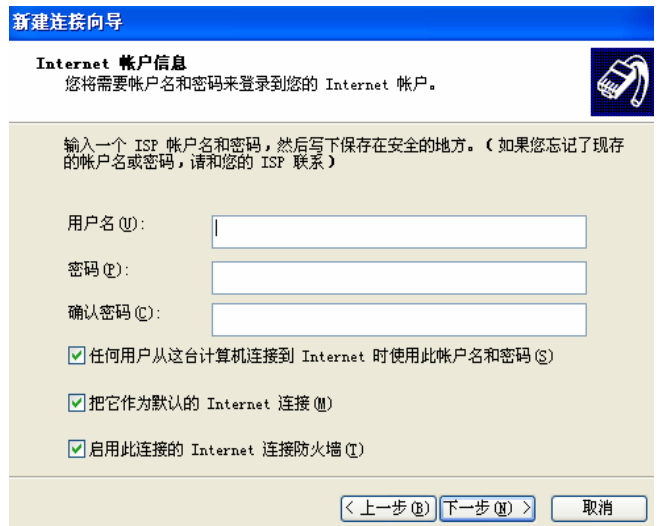 新建连接向导
Internet 帐户信息
您将需要帐户名和密码来登录到您的 Internet 帐户。
输入一个 ISP 帐户名和密码，然后写下保存在安全的地方。（如果您忘记了现存
的帐户名或密码，请和您的 ISP 联系）
用户名(U):
密码(P):
确认密码(C):
任何用户从这台计算机连接到 Internet 时使用此帐户名和密码(S)
把它作为默认的 Internet 连接(M)
启用此连接的 Internet 连接防火墙(T)
< 上一步(B) 下一步(N) > 取消